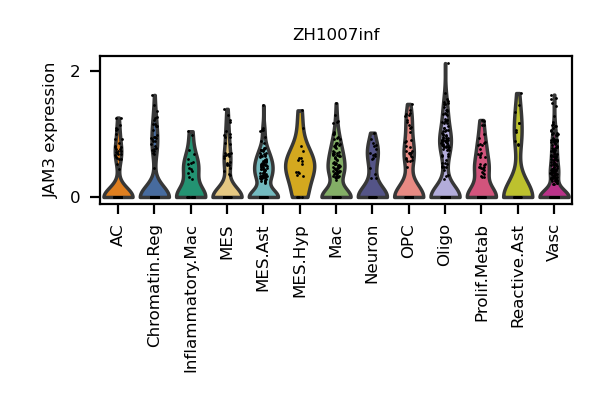 ZH1007inf
JAM3 expression
2
0
AC
Chromatin.Reg
Inflammatory.Mac
MES
MES.Ast
MES.Hyp
Mac
Neuron
OPC
Oligo
Prolif.Metab
Reactive.Ast
Vasc